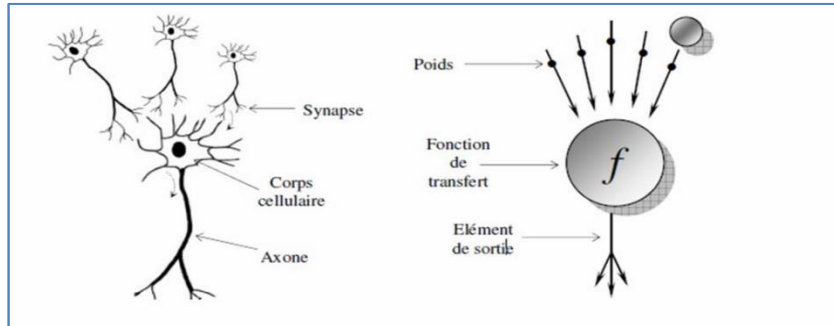 Synapse
Corps
cellulaire
Axone
Poids
Fonction
de
transfert
f
Elément
de sortie